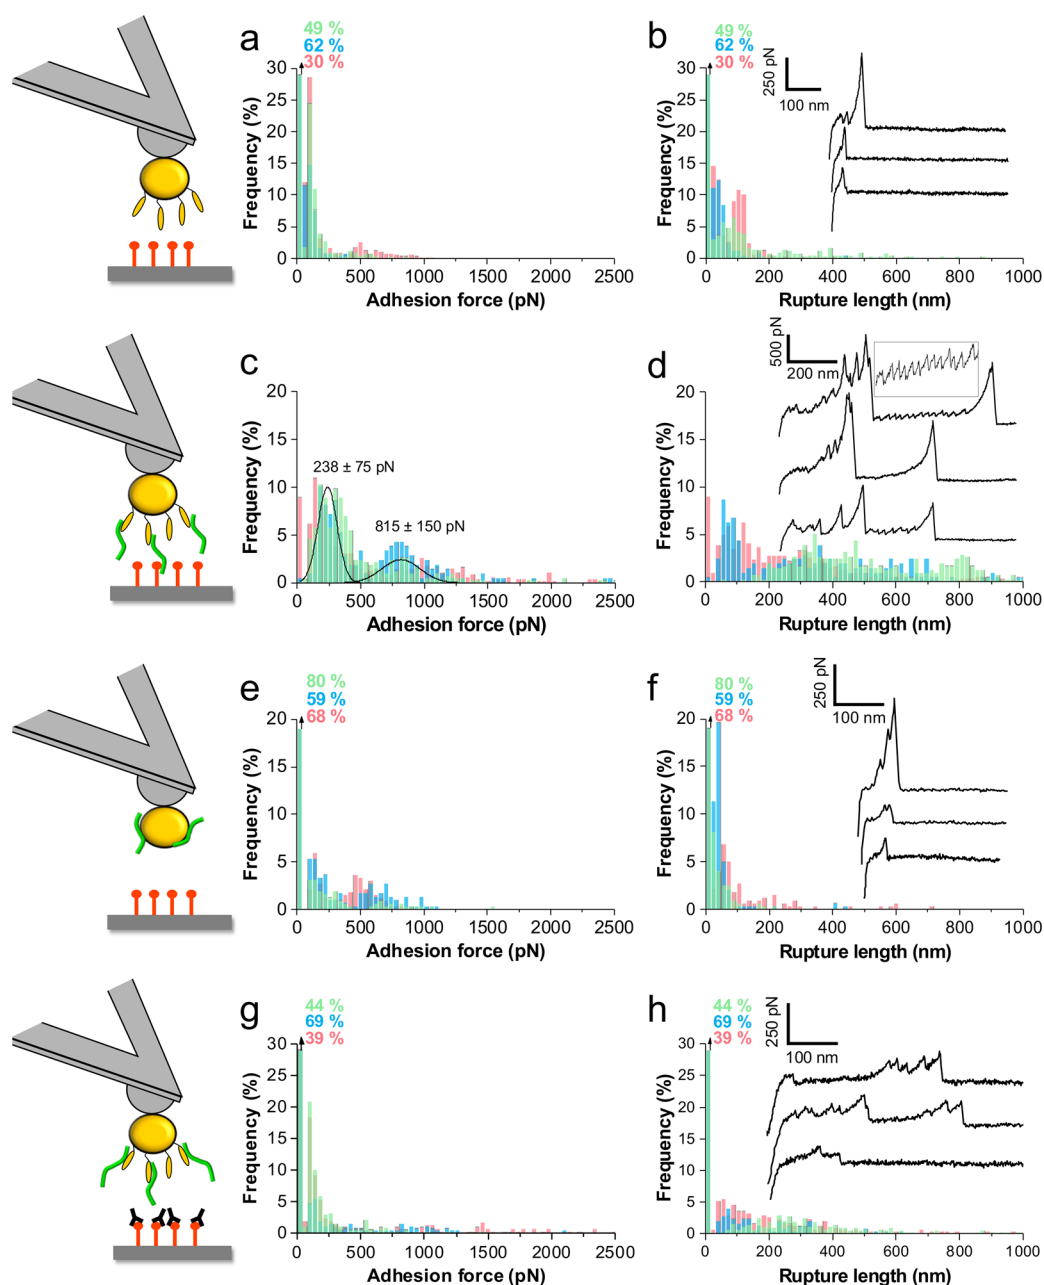 a
49 %
62 %
30 %
Frequency (%)
30
25
20
15
10
5
0
0 500 1000 1500 2000 2500
Adhesion force (pN)
b
49 %
62 %
30 %
250 pN
100 nm
Frequency (%)
30
25
20
15
10
5
0
0 200 400 600 800 1000
Rupture length (nm)
c
238 ± 75 pN
815 ± 150 pN
Frequency (%)
20
15
10
5
0
0 500 1000 1500 2000 2500
Adhesion force (pN)
d
500 pN
200 nm
Frequency (%)
20
15
10
5
0
0 200 400 600 800 1000
Rupture length (nm)
e
80 %
59 %
68 %
Frequency (%)
20
15
10
5
0
0 500 1000 1500 2000 2500
Adhesion force (pN)
f
80 %
59 %
68 %
250 pN
100 nm
Frequency (%)
20
15
10
5
0
0 200 400 600 800 1000
Rupture length (nm)
g
44 %
69 %
39 %
Frequency (%)
30
25
20
15
10
5
0
0 500 1000 1500 2000 2500
Adhesion force (pN)
h
44 %
69 %
39 %
250 pN
100 nm
Frequency (%)
30
25
20
15
10
5
0
0 200 400 600 800 1000
Rupture length (nm)